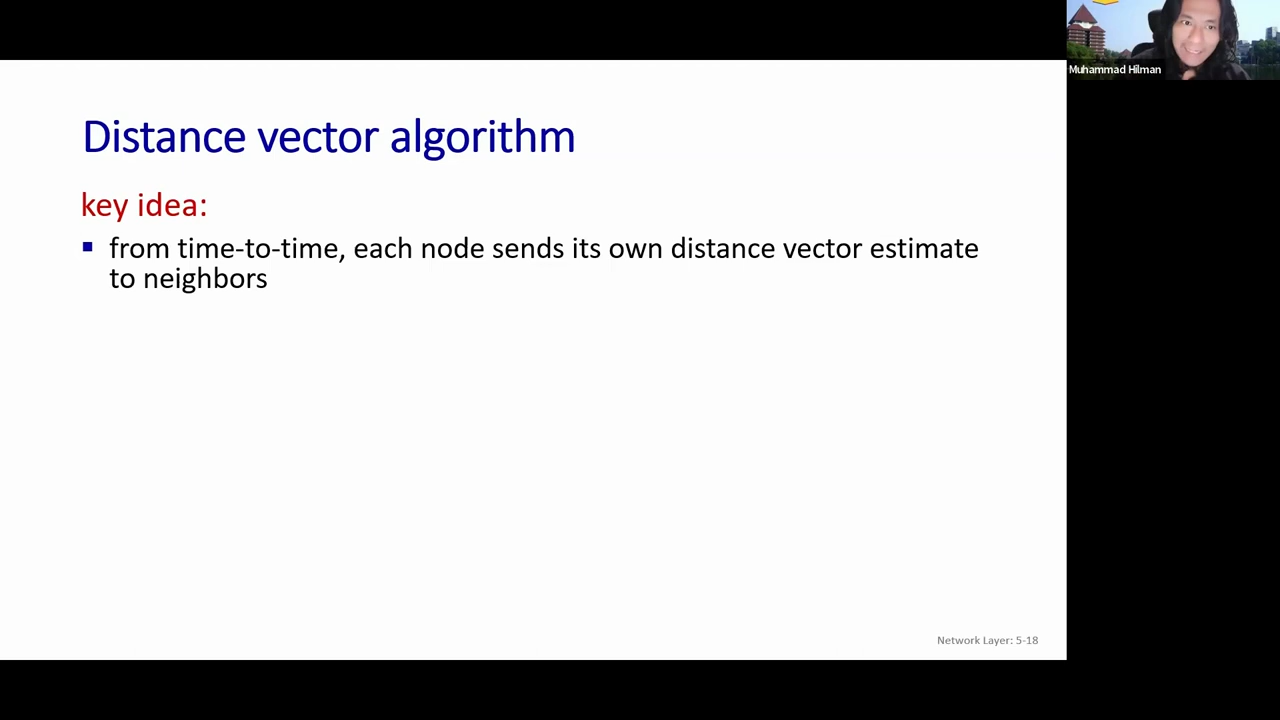 Muhammad Hilman
Distance vector algorithm
key idea:
▪ from time-to-time, each node sends its own distance vector estimate
to neighbors
Network Layer: 5-18